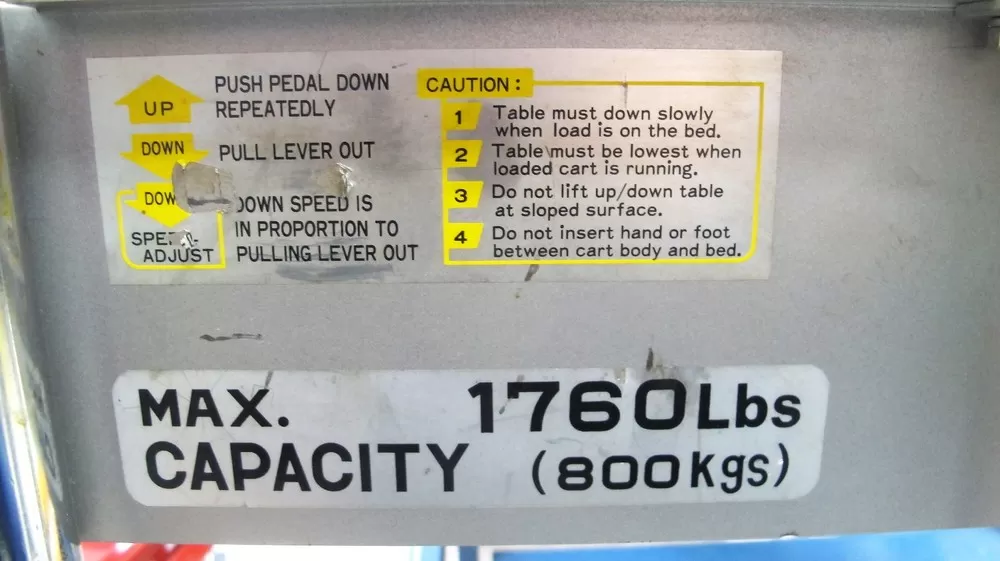 UP
PUSH PEDAL DOWN
REPEATEDLY
DOWN
PULL LEVER OUT
DOWN SPEED IS
IN PROPORTION TO
ADJUST
PULLING LEVER OUT
CAUTION:
1 Table must down slowly
when load is on the bed.
2 Table must be lowest when
loaded cart is running.
3 Do not lift up/down table
at sloped surface.
4 Do not insert hand or foot
between cart body and bed.
MAX. 1760Lbs
CAPACITY (800Kgs)